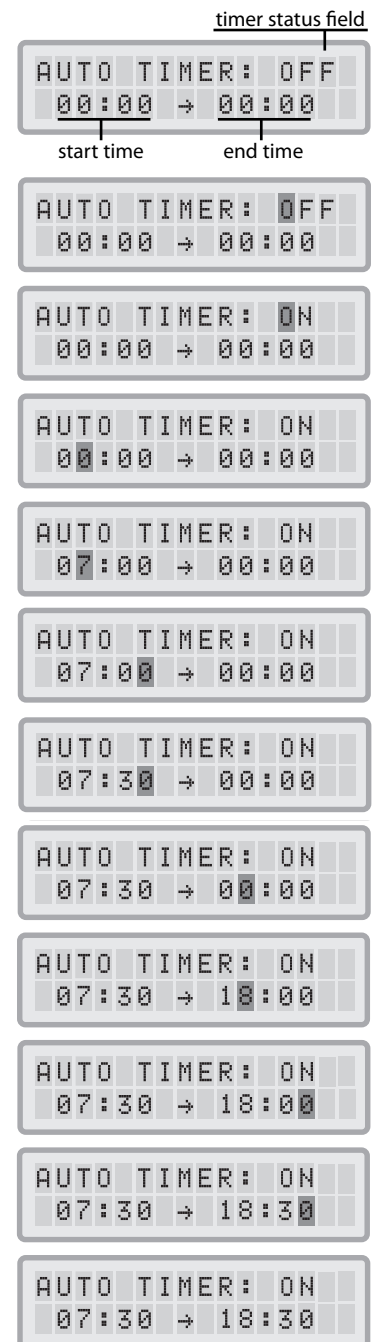 timer status field
AUTO TIMER: OFF
00:00 → 00:00
start time end time
AUTO TIMER: OFF
00:00 → 00:00
AUTO TIMER: ON
00:00 → 00:00
AUTO TIMER: ON
00:00 → 00:00
AUTO TIMER: ON
07:00 → 00:00
AUTO TIMER: ON
07:00 → 00:00
AUTO TIMER: ON
07:30 → 00:00
AUTO TIMER: ON
07:30 → 00:00
AUTO TIMER: ON
07:30 → 18:00
AUTO TIMER: ON
07:30 → 18:00
AUTO TIMER: ON
07:30 → 18:30
AUTO TIMER: ON
07:30 → 18:30